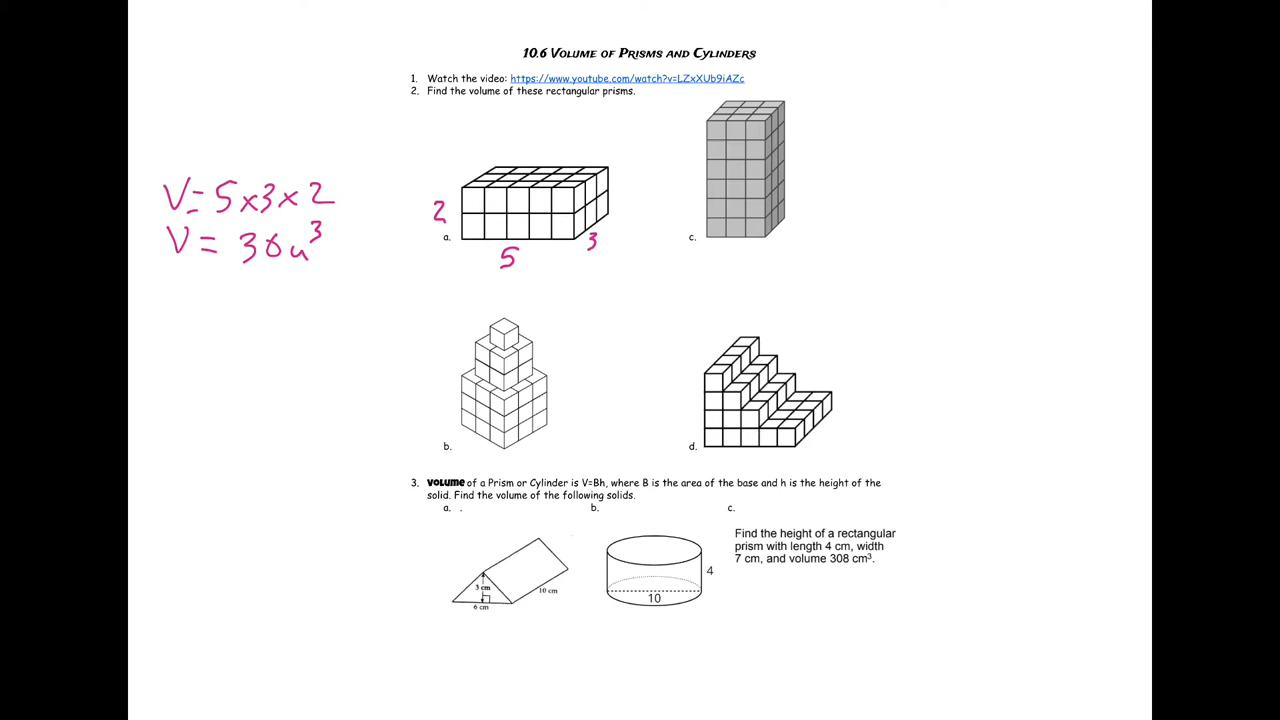 10.6 Volume of Prisms and Cylinders
1. Watch the video: https://www.youtube.com/watch?v=LZxXUb9iAZc
2. Find the volume of these rectangular prisms.
V = 5 x 3 x 2
V = 30u³
2
a.
5
3
c.
b.
d.
3. Volume of a Prism or Cylinder is V=Bh, where B is the area of the base and h is the height of the
solid. Find the volume of the following solids.
a. .
b.
c.
3 cm
6 cm
10 cm
4
10
Find the height of a rectangular
prism with length 4 cm, width
7 cm, and volume 308 cm³.